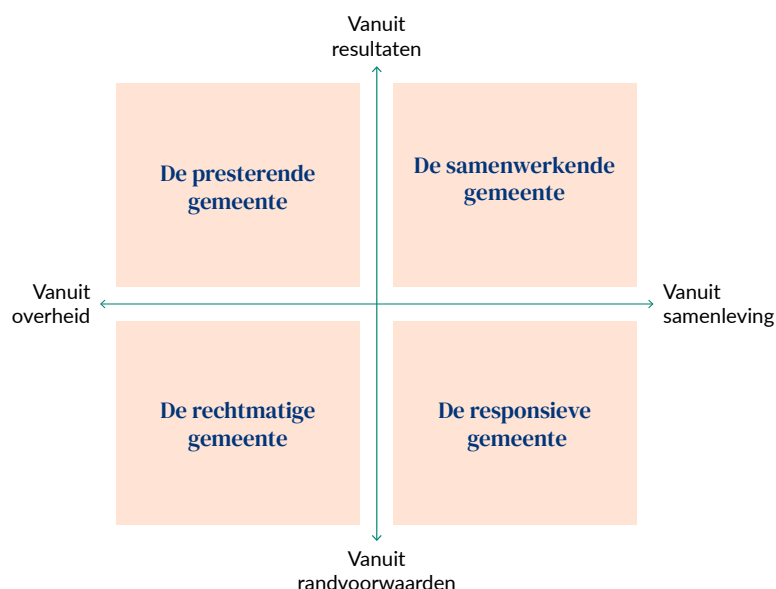 Vanuit
resultaten
De presterende
gemeente
De samenwerkende
gemeente
Vanuit
overheid
Vanuit
samenleving
De rechtmatige
gemeente
De responsieve
gemeente
Vanuit
randvoorwaarden